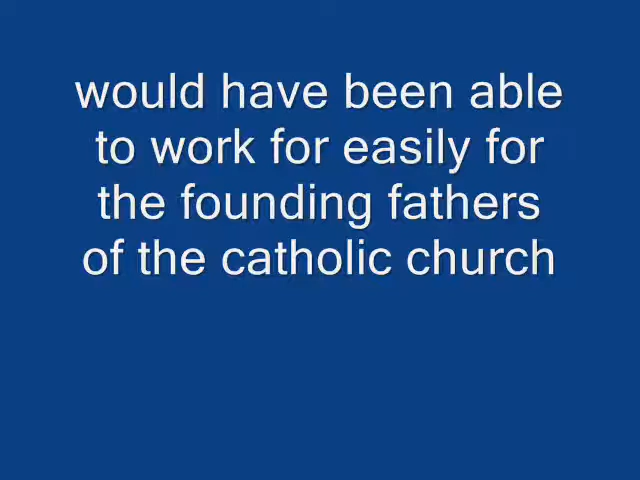 would have been able
to work for easily for
the founding fathers
of the catholic church